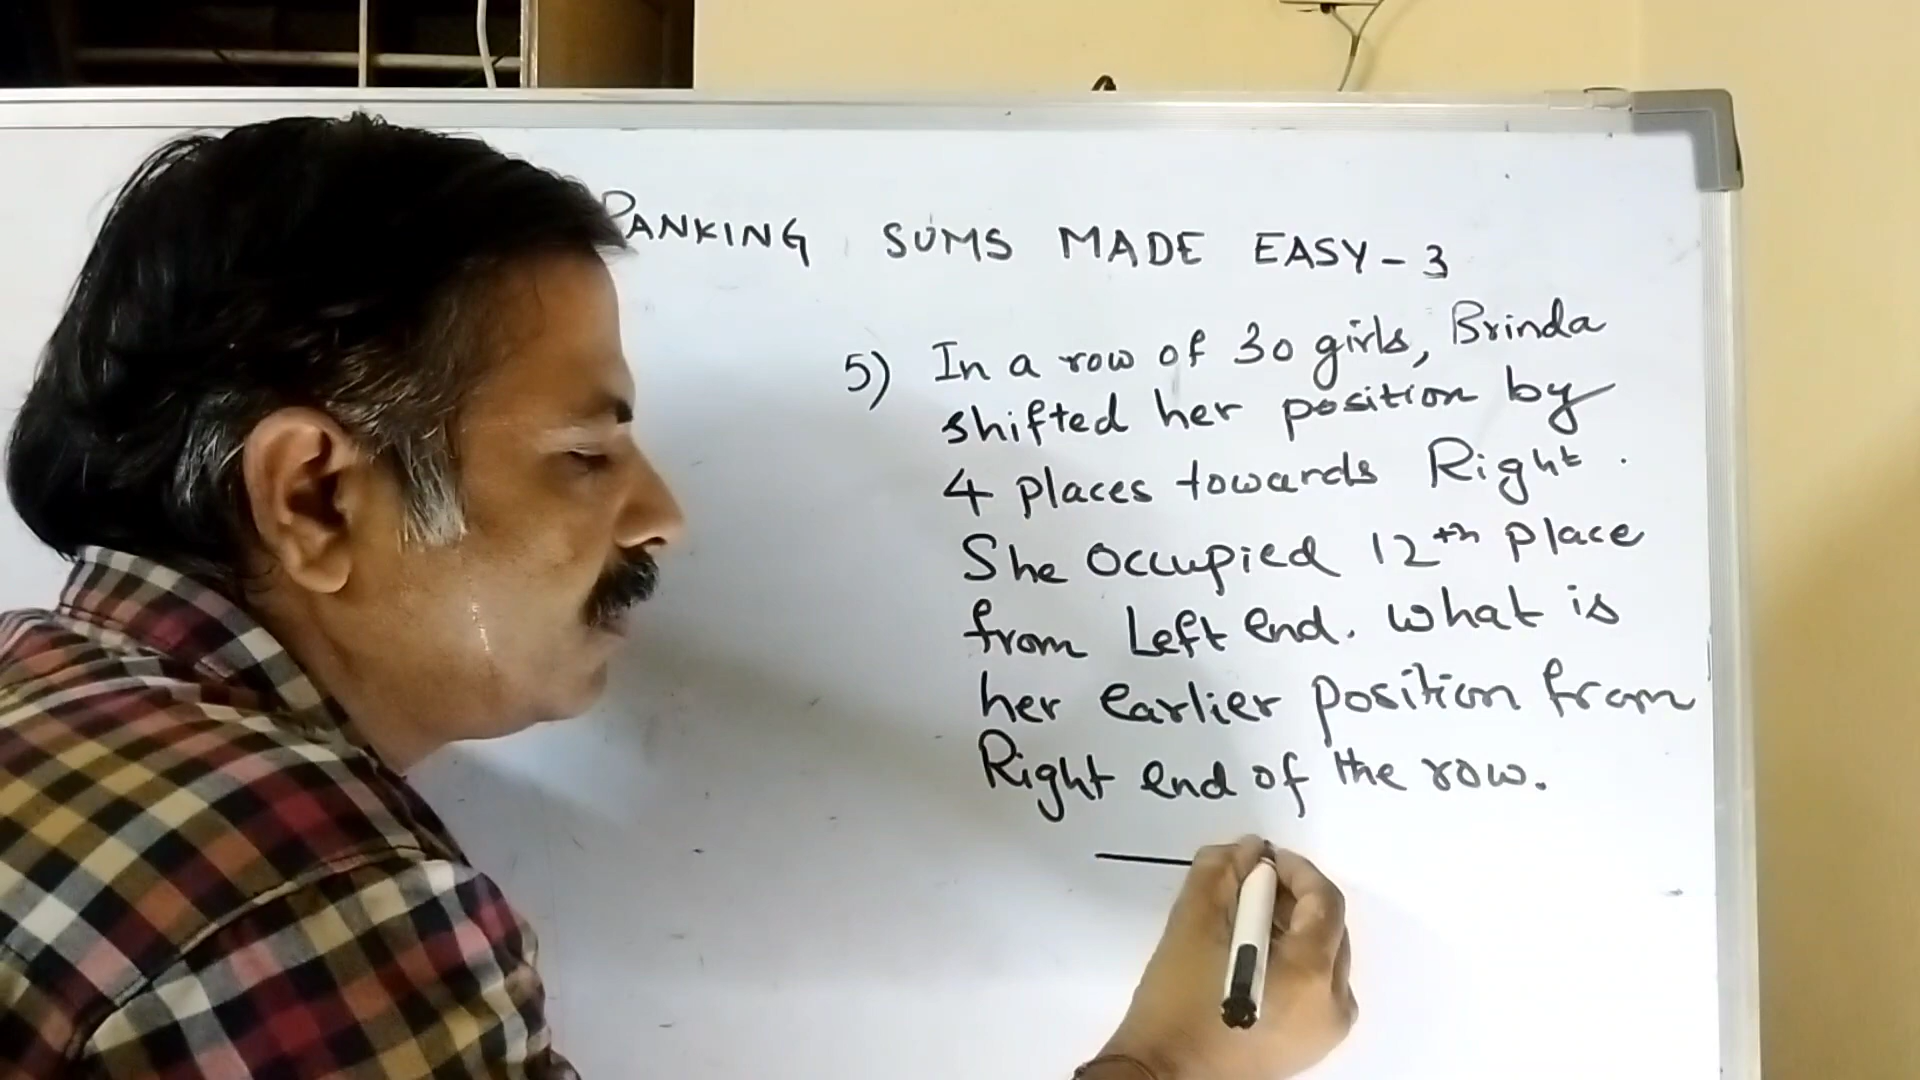 RANKING SUMS MADE EASY - 3
5) In a row of 30 girls, Brinda
shifted her position by
4 places towards Right.
She occupied 12th place
from Left end. What is
her earlier position from
Right end of the row.